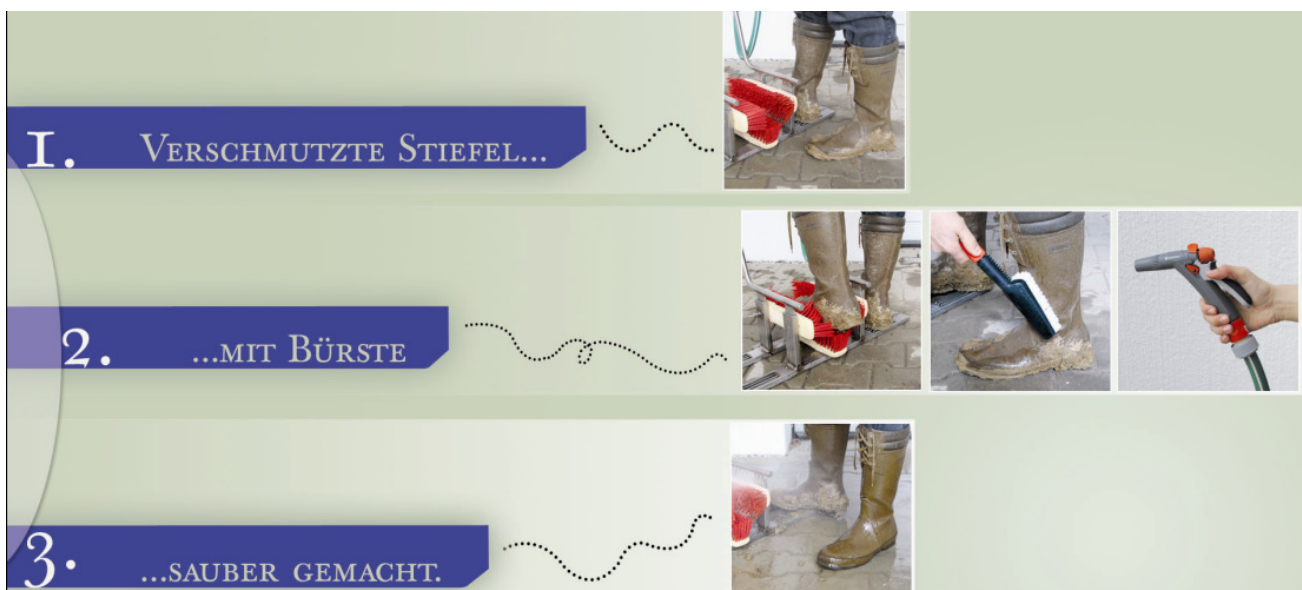 1. Verschmutzte Stiefel...
2. ...mit Bürste
3. ...sauber gemacht.